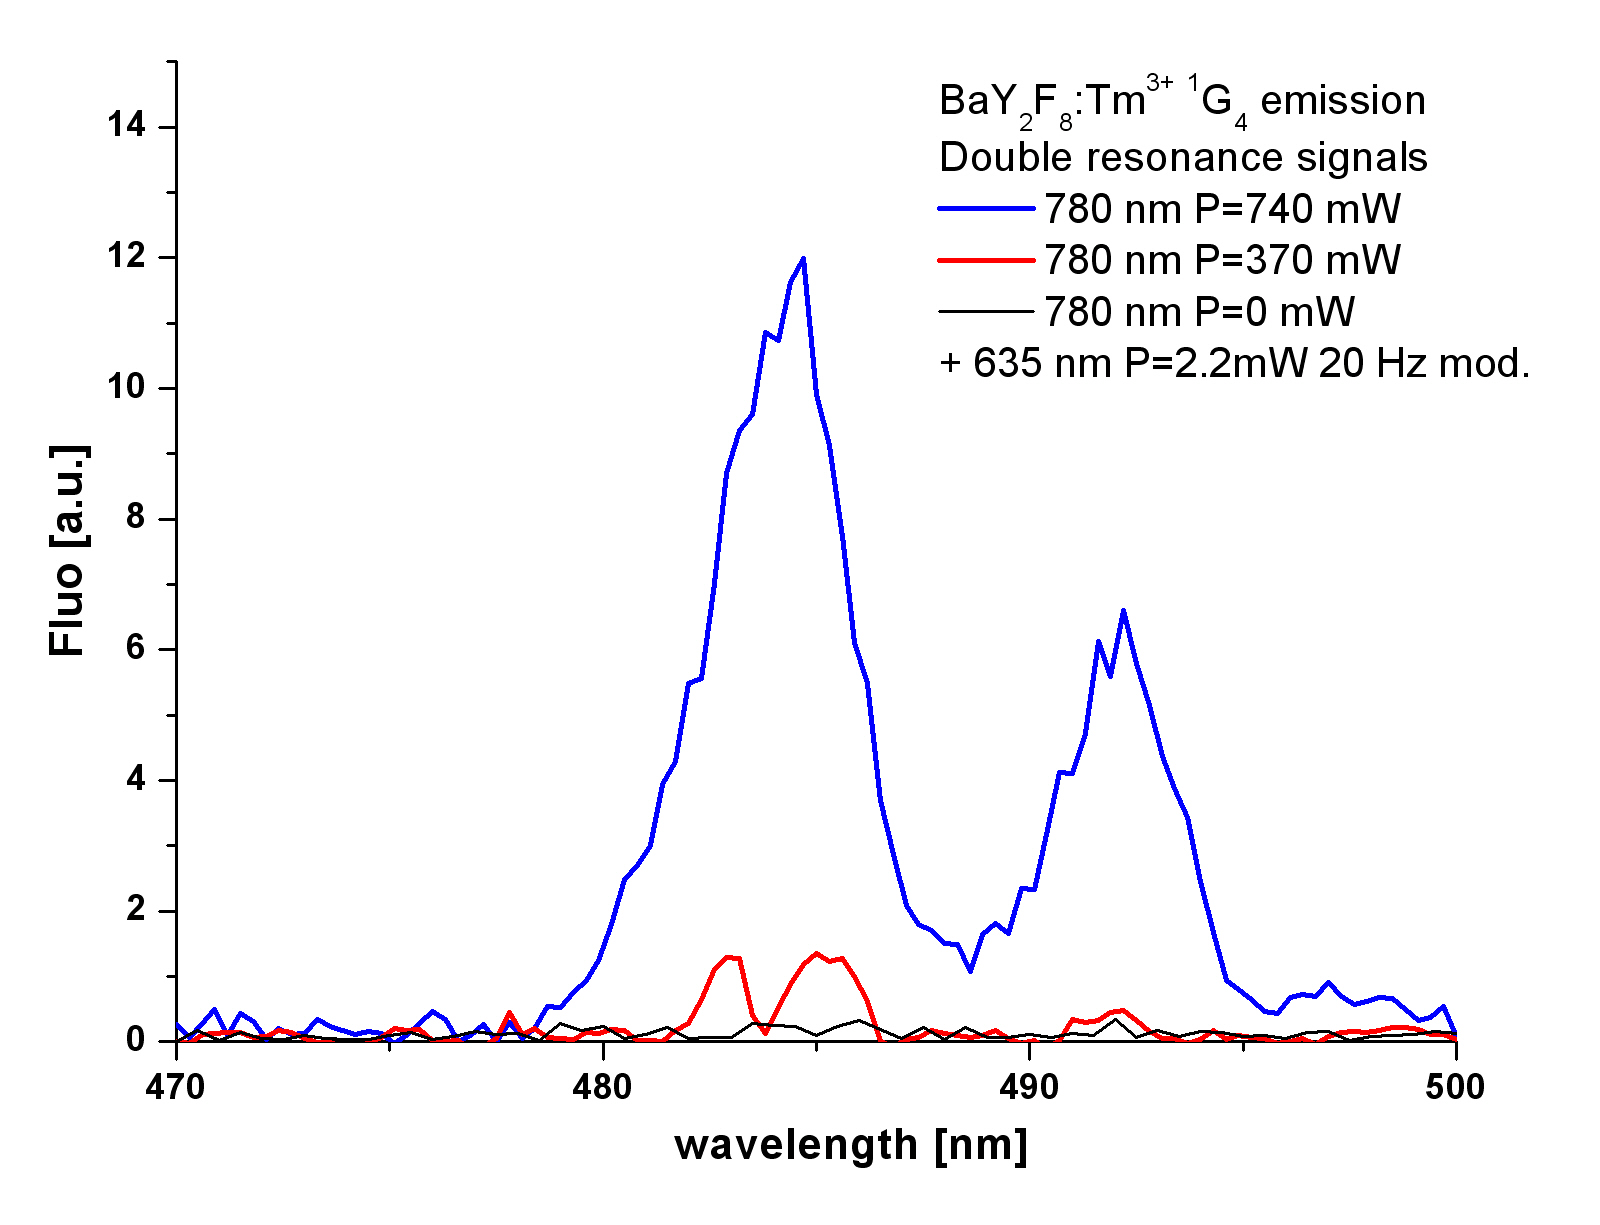 BaY₂F₈:Tm³⁺ ¹G₄ emission
Double resonance signals
780 nm P=740 mW
780 nm P=370 mW
780 nm P=0 mW
+ 635 nm P=2.2mW 20 Hz mod.
Fluo [a.u.]
14
12
10
8
6
4
2
0
470
480
490
500
wavelength [nm]